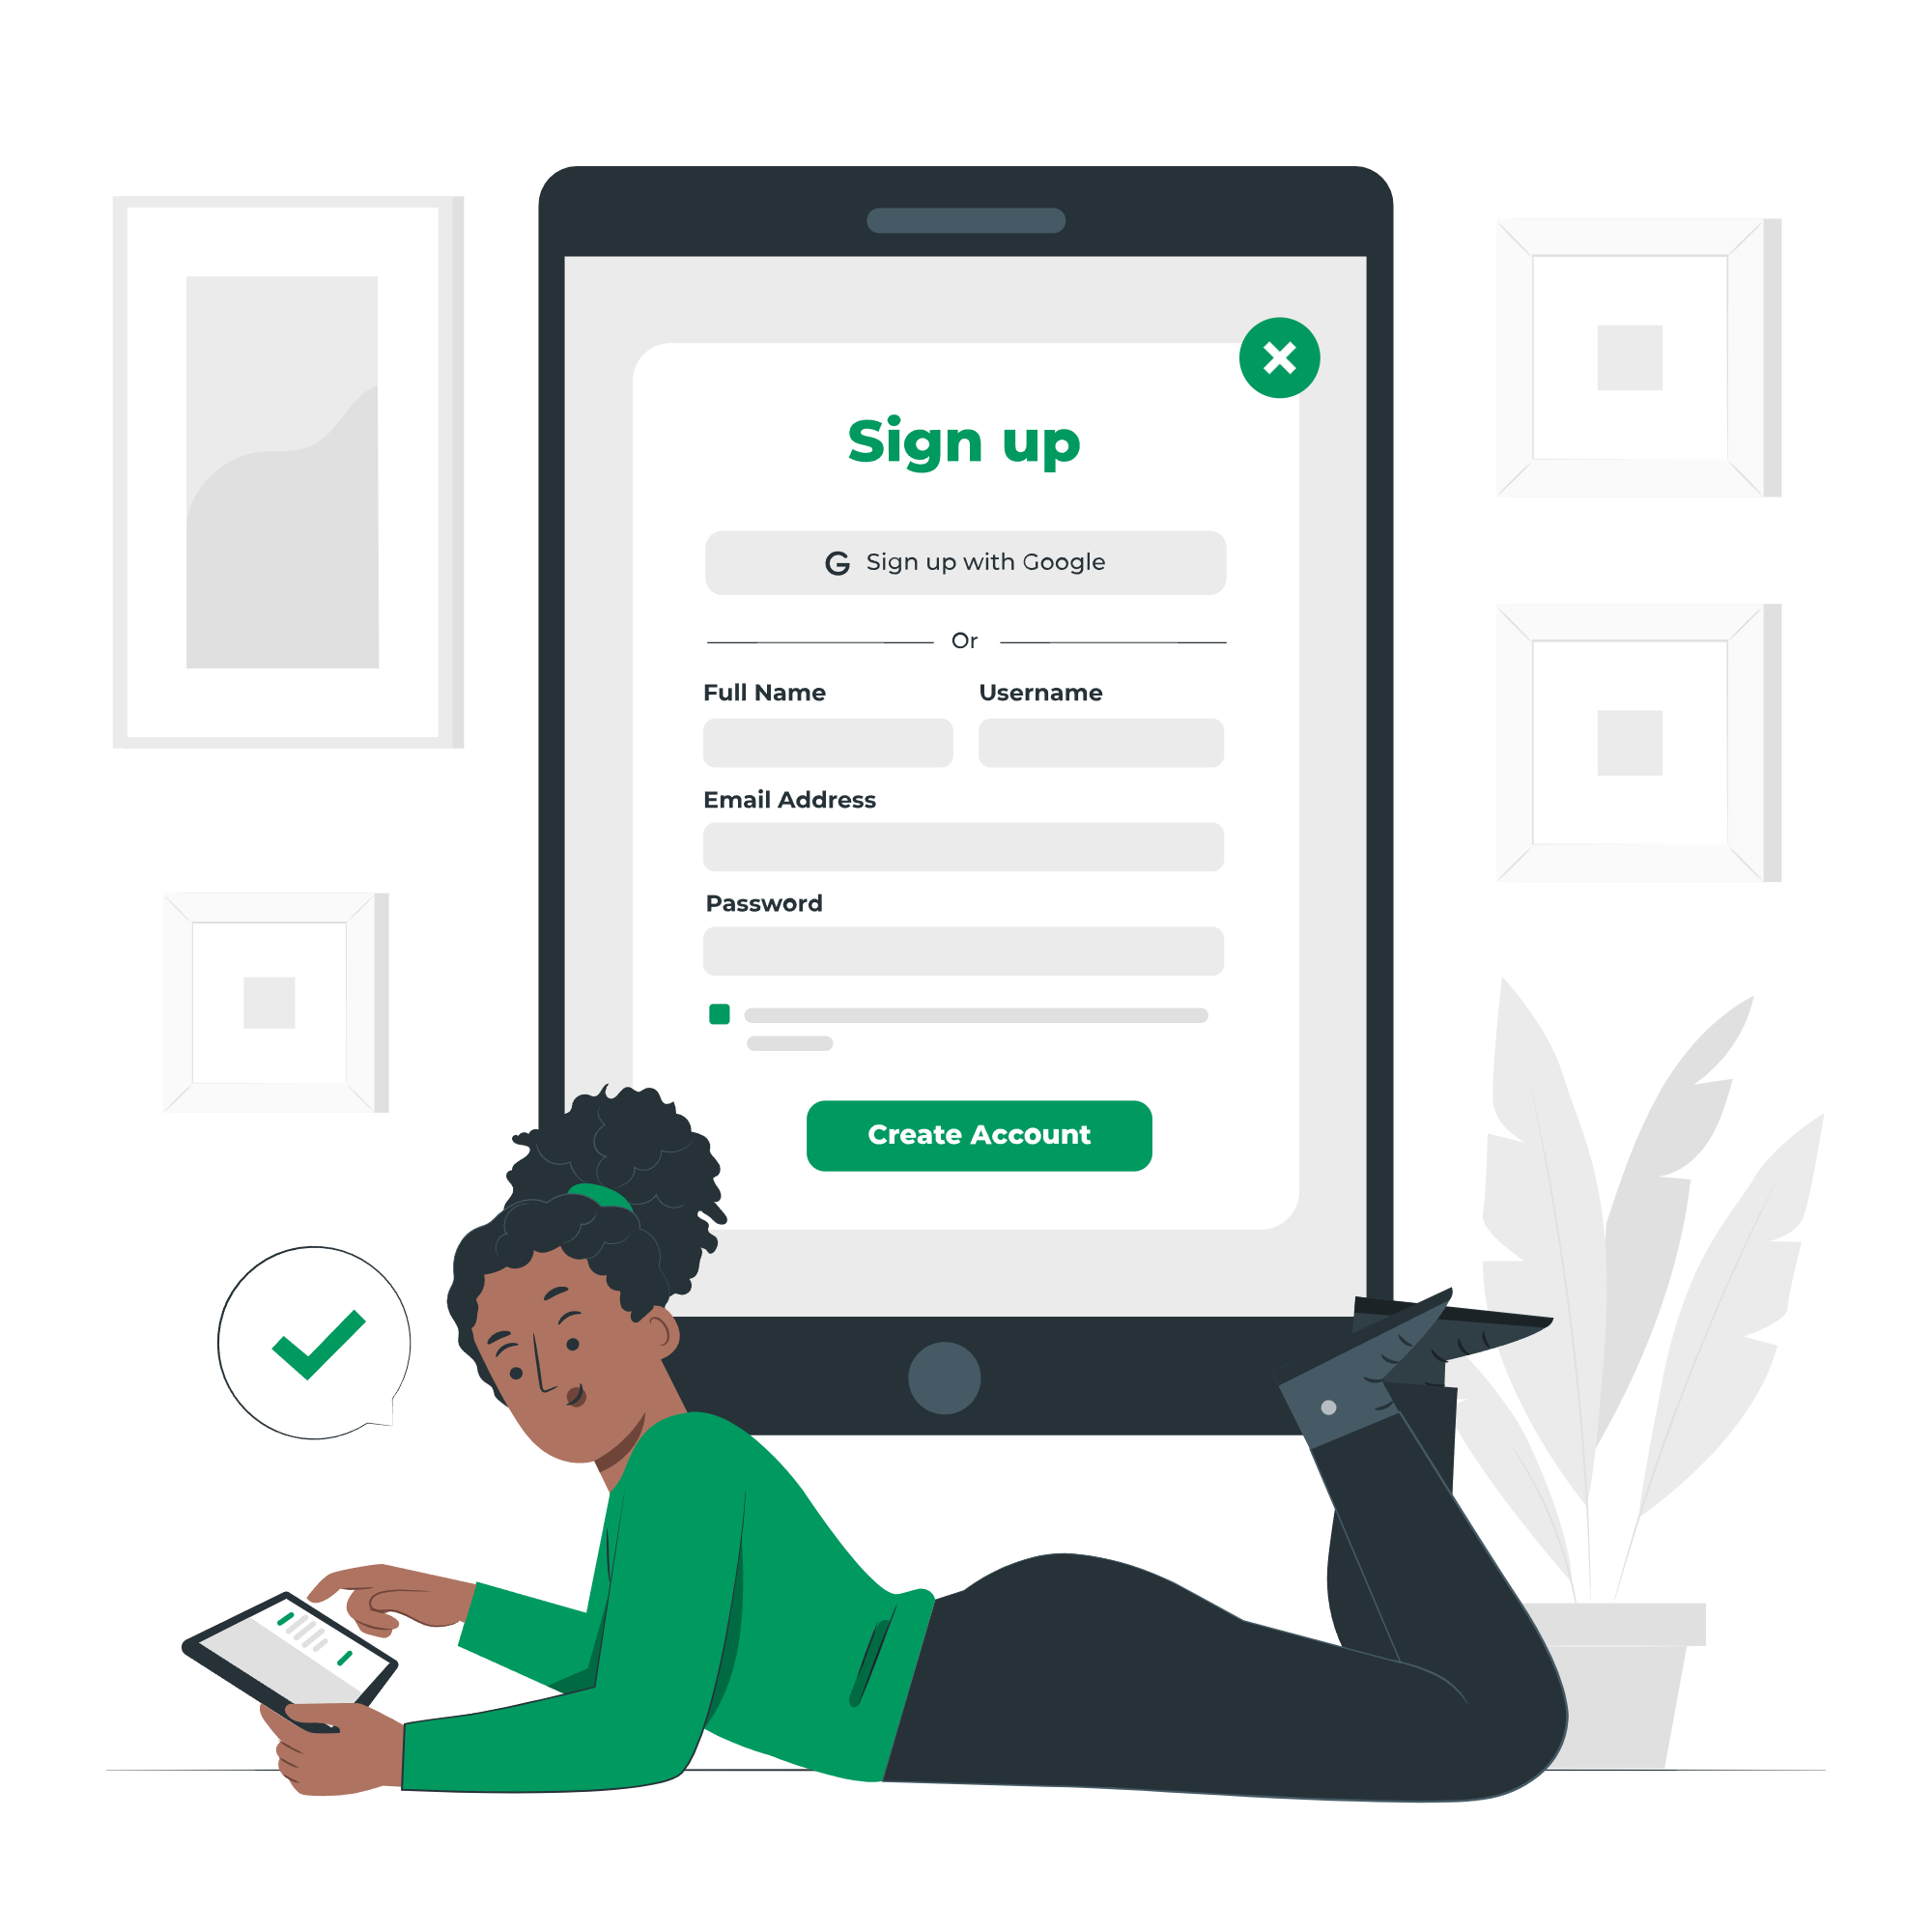 Sign up
G Sign up with Google
Or
Full Name Username
Email Address
Password
Create Account